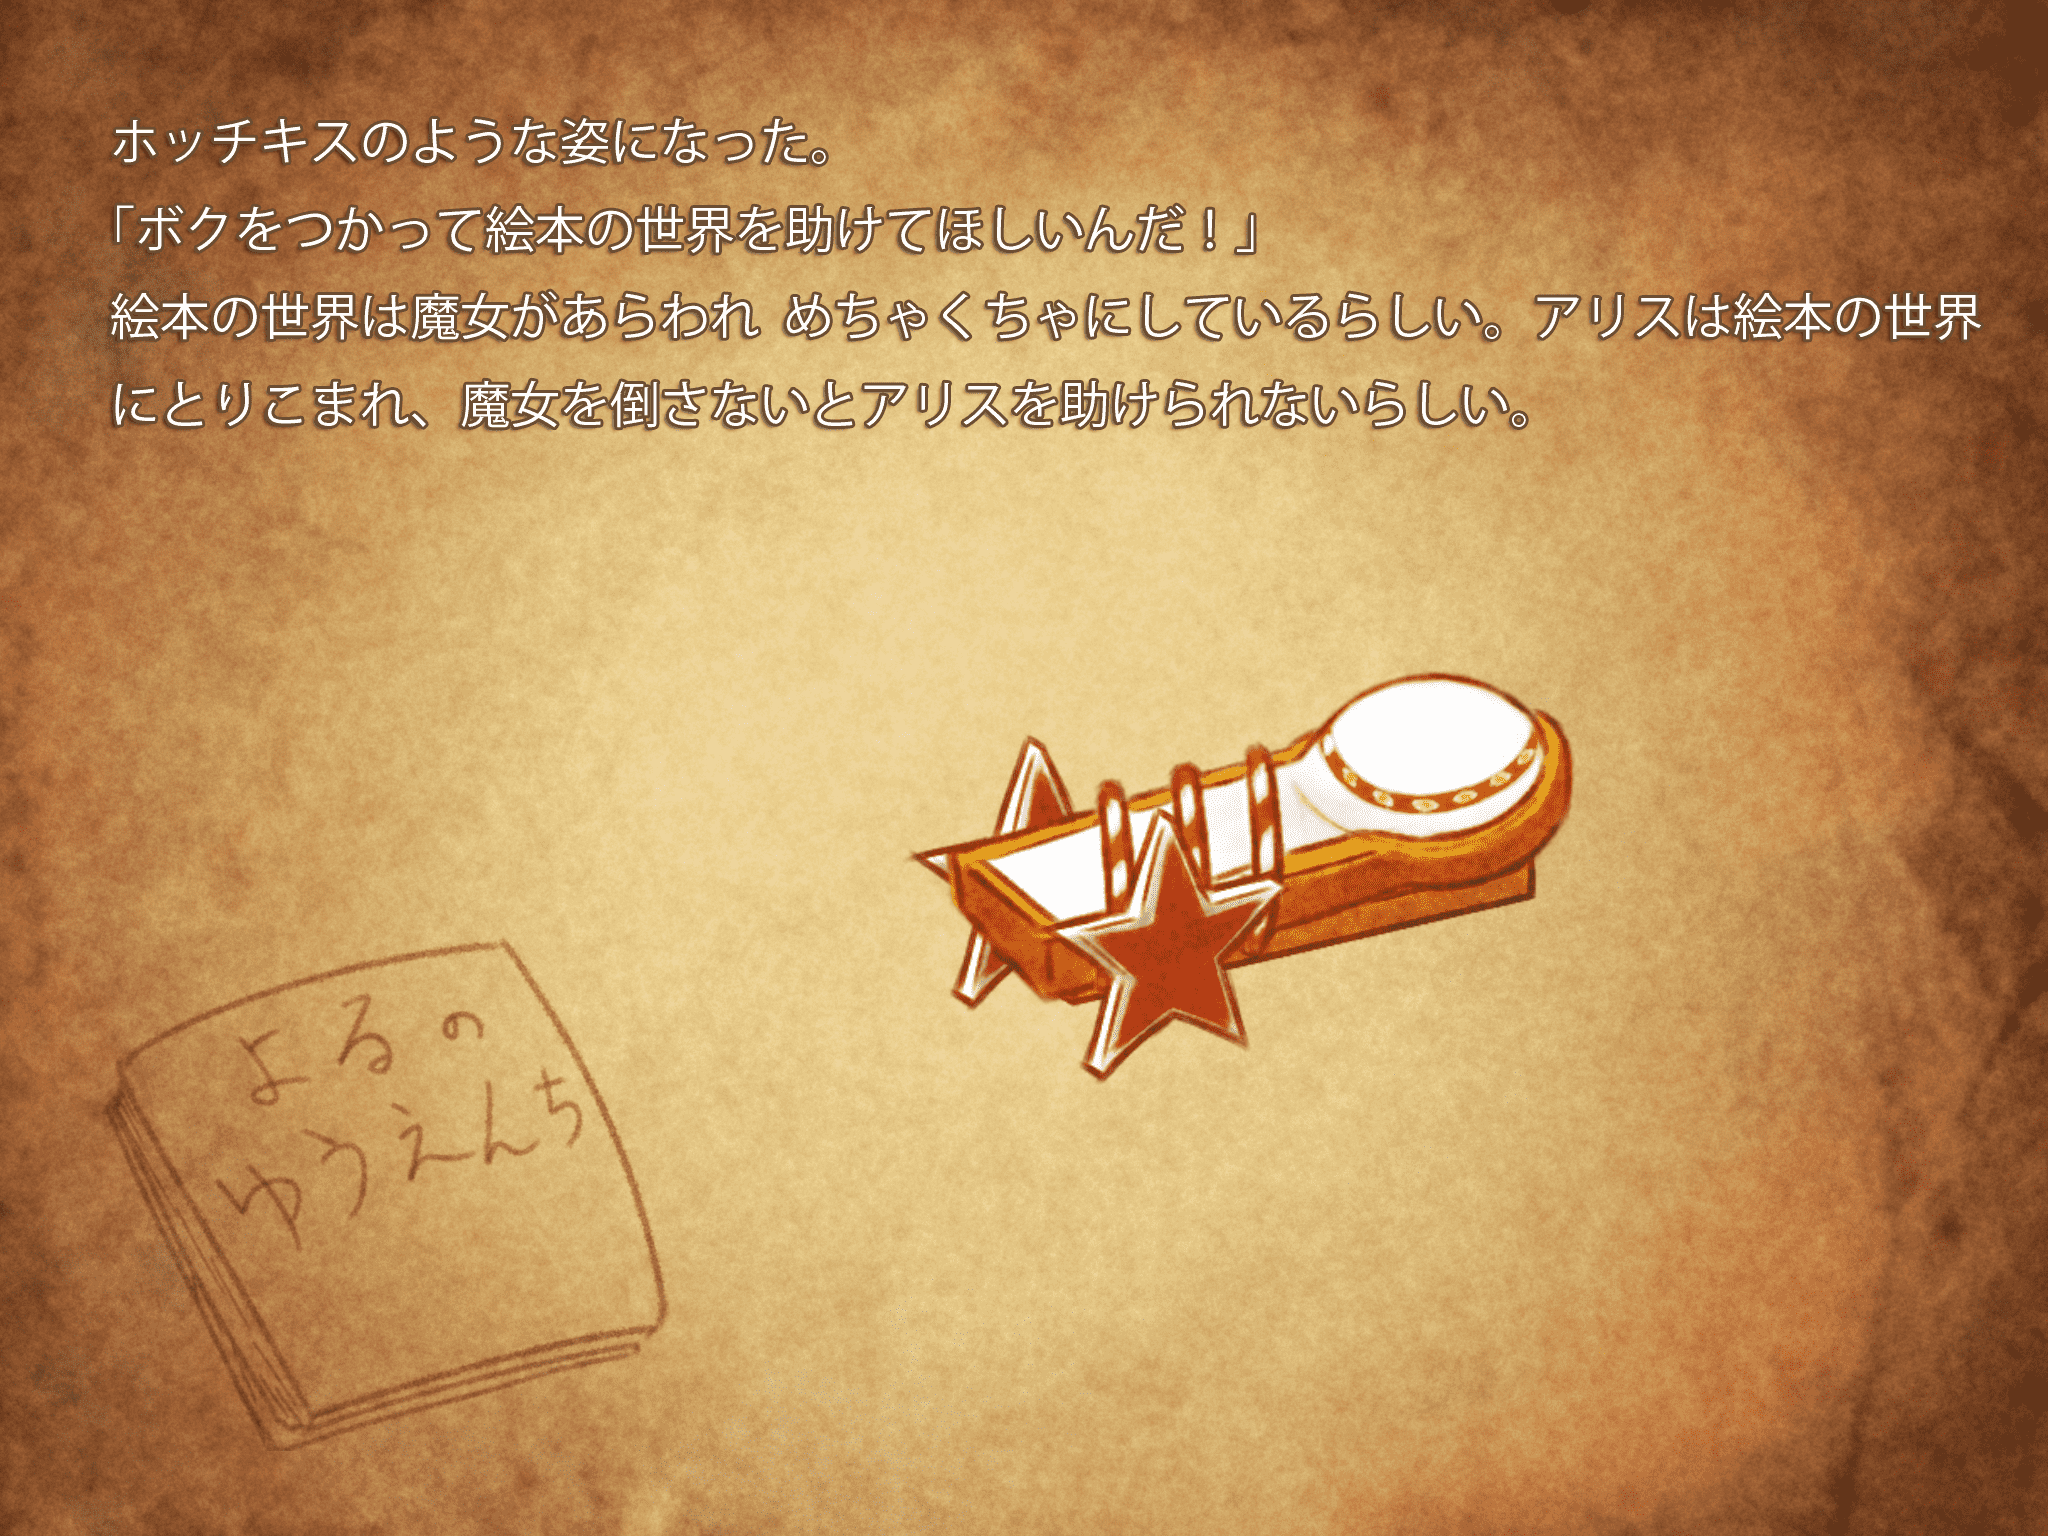 ホッチキスのような姿になった。
「ボクをつかって絵本の世界を助けてほしいんだ！」
絵本の世界は魔女があらわれ めちゃくちゃにしているらしい。アリスは絵本の世界
にとりこまれ、魔女を倒さないとアリスを助けられないらしい。
よるの
ゆうえんち